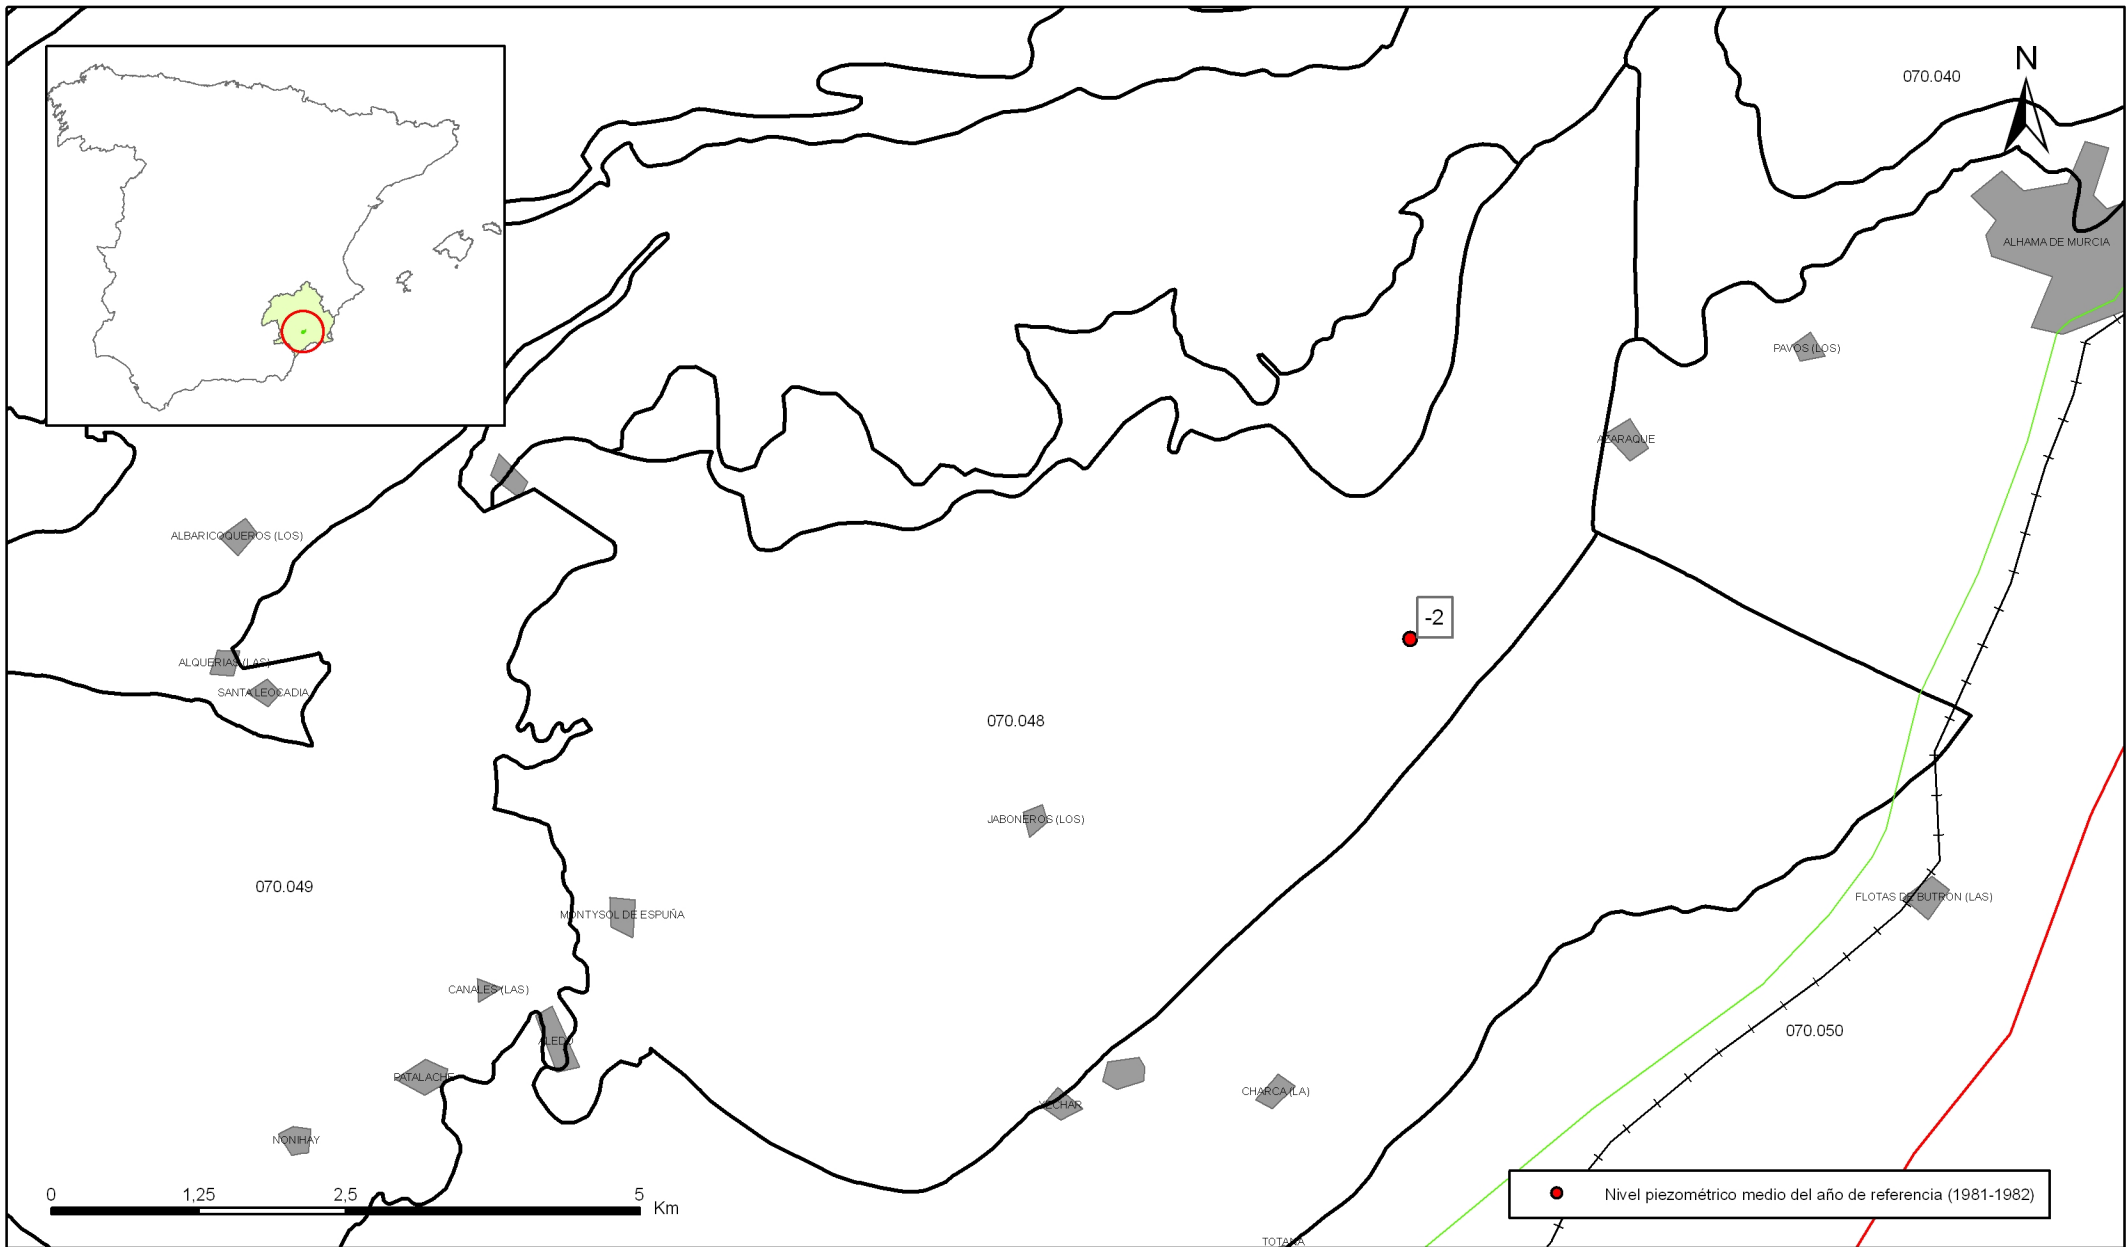 N
070.040
ALHAMA DE MURCIA
PAVOS (LOS)
AZARAQUE
ALBARICOQUEROS (LOS)
-2
ALQUERIAS (LAS)
SANTA LEOCADIA
070.048
JABONEROS (LOS)
070.049
FLOTAS DE BUTRON (LAS)
MONTYSOL DE ESPUÑA
CANALES (LAS)
070.050
ALEDO
PATALACHE
CHARCA (LA)
YECHAR
NONIHAY
0 1,25 2,5 5
Km
Nivel piezométrico medio del año de referencia (1981-1982)
TOTANA